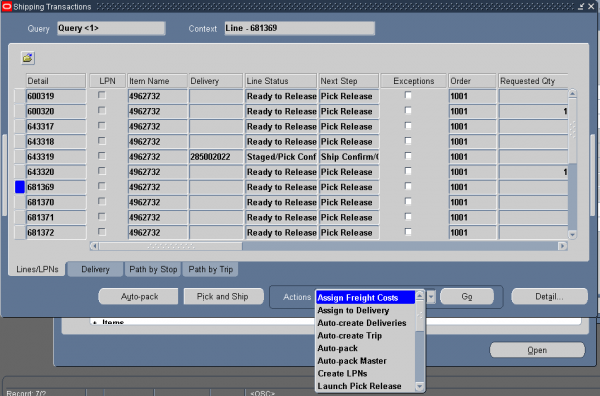 Shipping Transactions
Query Query <1> Context Line - 681369
Detail LPN Item Name Delivery Line Status Next Step Exceptions Order Requested Qty
600319 4962732 Ready to Release Pick Release 1001
600320 4962732 Ready to Release Pick Release 1001 1
643317 4962732 Ready to Release Pick Release 1001
643318 4962732 Ready to Release Pick Release 1001
643319 4962732 285002022 Staged/Pick Conf Ship Confirm/C 1001
643320 4962732 Ready to Release Pick Release 1001 1
681369 4962732 Ready to Release Pick Release 1001
681370 4962732 Ready to Release Pick Release 1001
681371 4962732 Ready to Release Pick Release 1001
681372 4962732 Ready to Release Pick Release 1001
Lines/LPNs Delivery Path by Stop Path by Trip
Auto-pack Pick and Ship Actions Assign Freight Costs Go Detail...
Assign to Delivery
Auto-create Deliveries
Auto-create Trip
Auto-pack
Auto-pack Master
Create LPNs
Launch Pick Release
Items
Open
Record: 7/? <OSC>